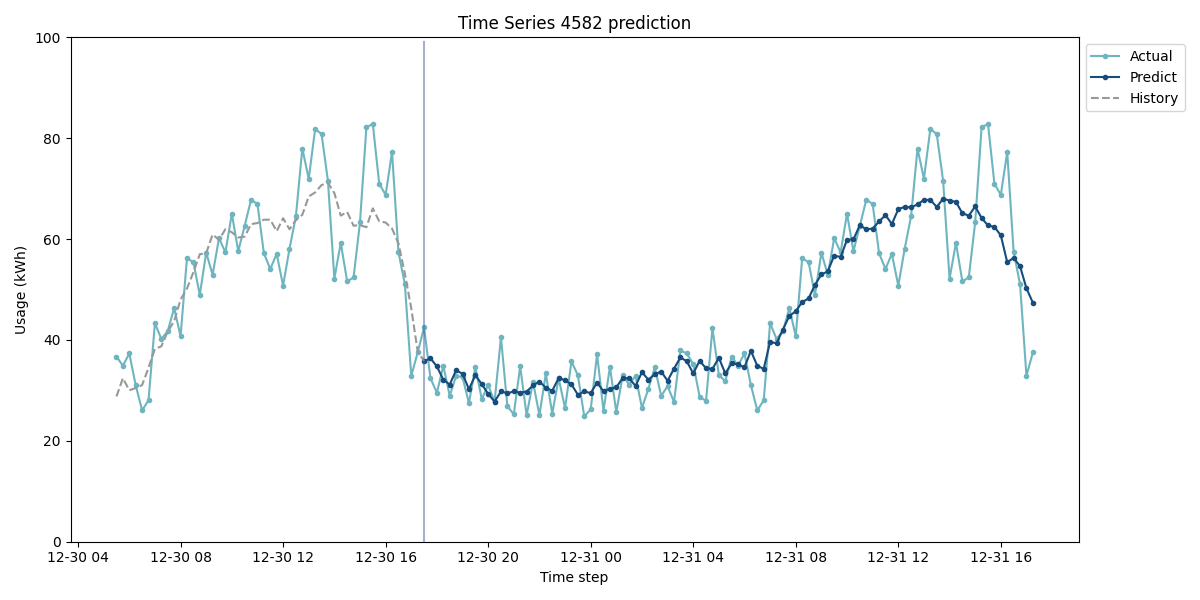 Time Series 4582 prediction
Usage (kWh)
100
80
60
40
20
0
12-30 04
12-30 08
12-30 12
12-30 16
12-30 20
12-31 00
12-31 04
12-31 08
12-31 12
12-31 16
Time step
Actual
Predict
History